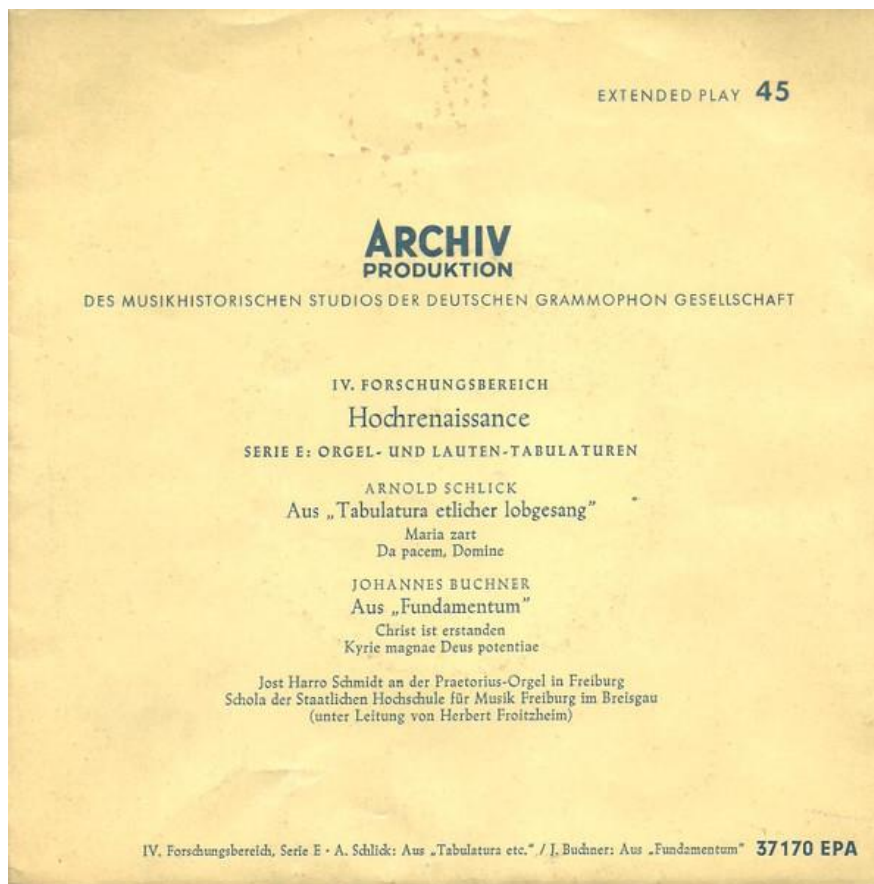 EXTENDED PLAY 45
ARCHIV
PRODUKTION
DES MUSIKHISTORISCHEN STUDIOS DER DEUTSCHEN GRAMMOPHON GESELLSCHAFT
IV. FORSCHUNGSBEREICH
Hochrenaissance
SERIE E: ORGEL- UND LAUTEN-TABULATUREN
ARNOLD SCHLICK
Aus „Tabulatura etlicher lobgesang”
Maria zart
Da pacem, Domine
JOHANNES BUCHNER
Aus „Fundamentum”
Christ ist erstanden
Kyrie magnae Deus potentiae
Jost Harro Schmidt an der Praetorius-Orgel in Freiburg
Schola der Staatlichen Hochschule für Musik Freiburg im Breisgau
(unter Leitung von Herbert Froitzheim)
IV. Forschungsbereich, Serie E · A. Schlick: Aus „Tabulatura etc.” / J. Buchner: Aus „Fundamentum” 37170 EPA